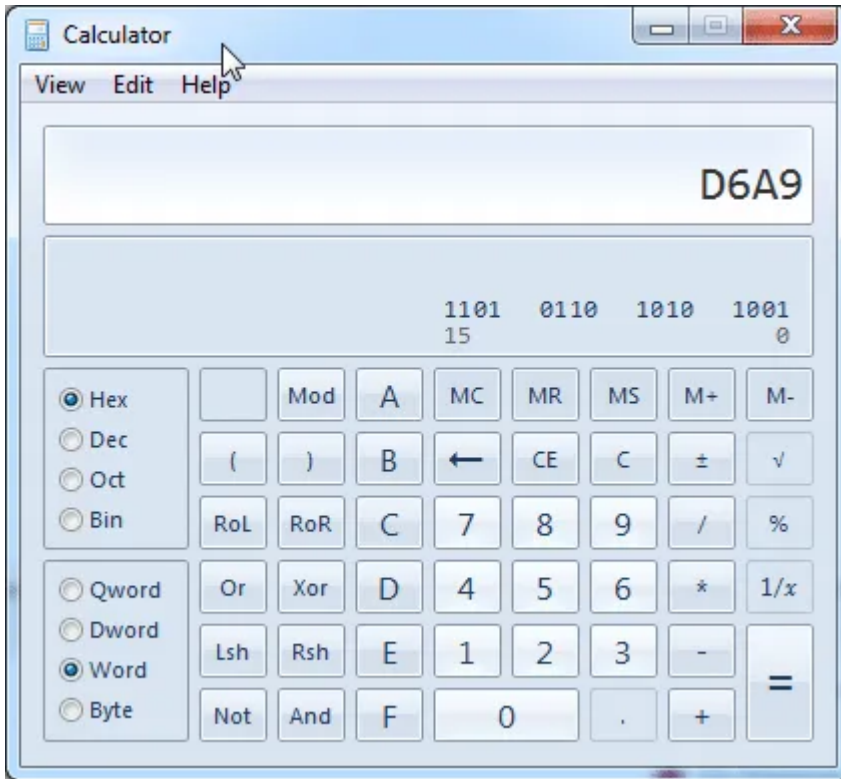 Calculator
View Edit Help
D6A9
1101 0110 1010 1001
15 0
Hex
Dec
Oct
Bin
Qword
Dword
Word
Byte
Mod A MC MR MS M+ M-
( ) B ← CE C ± √
RoL RoR C 7 8 9 / %
Or Xor D 4 5 6 * 1/x
Lsh Rsh E 1 2 3 - =
Not And F 0 . +